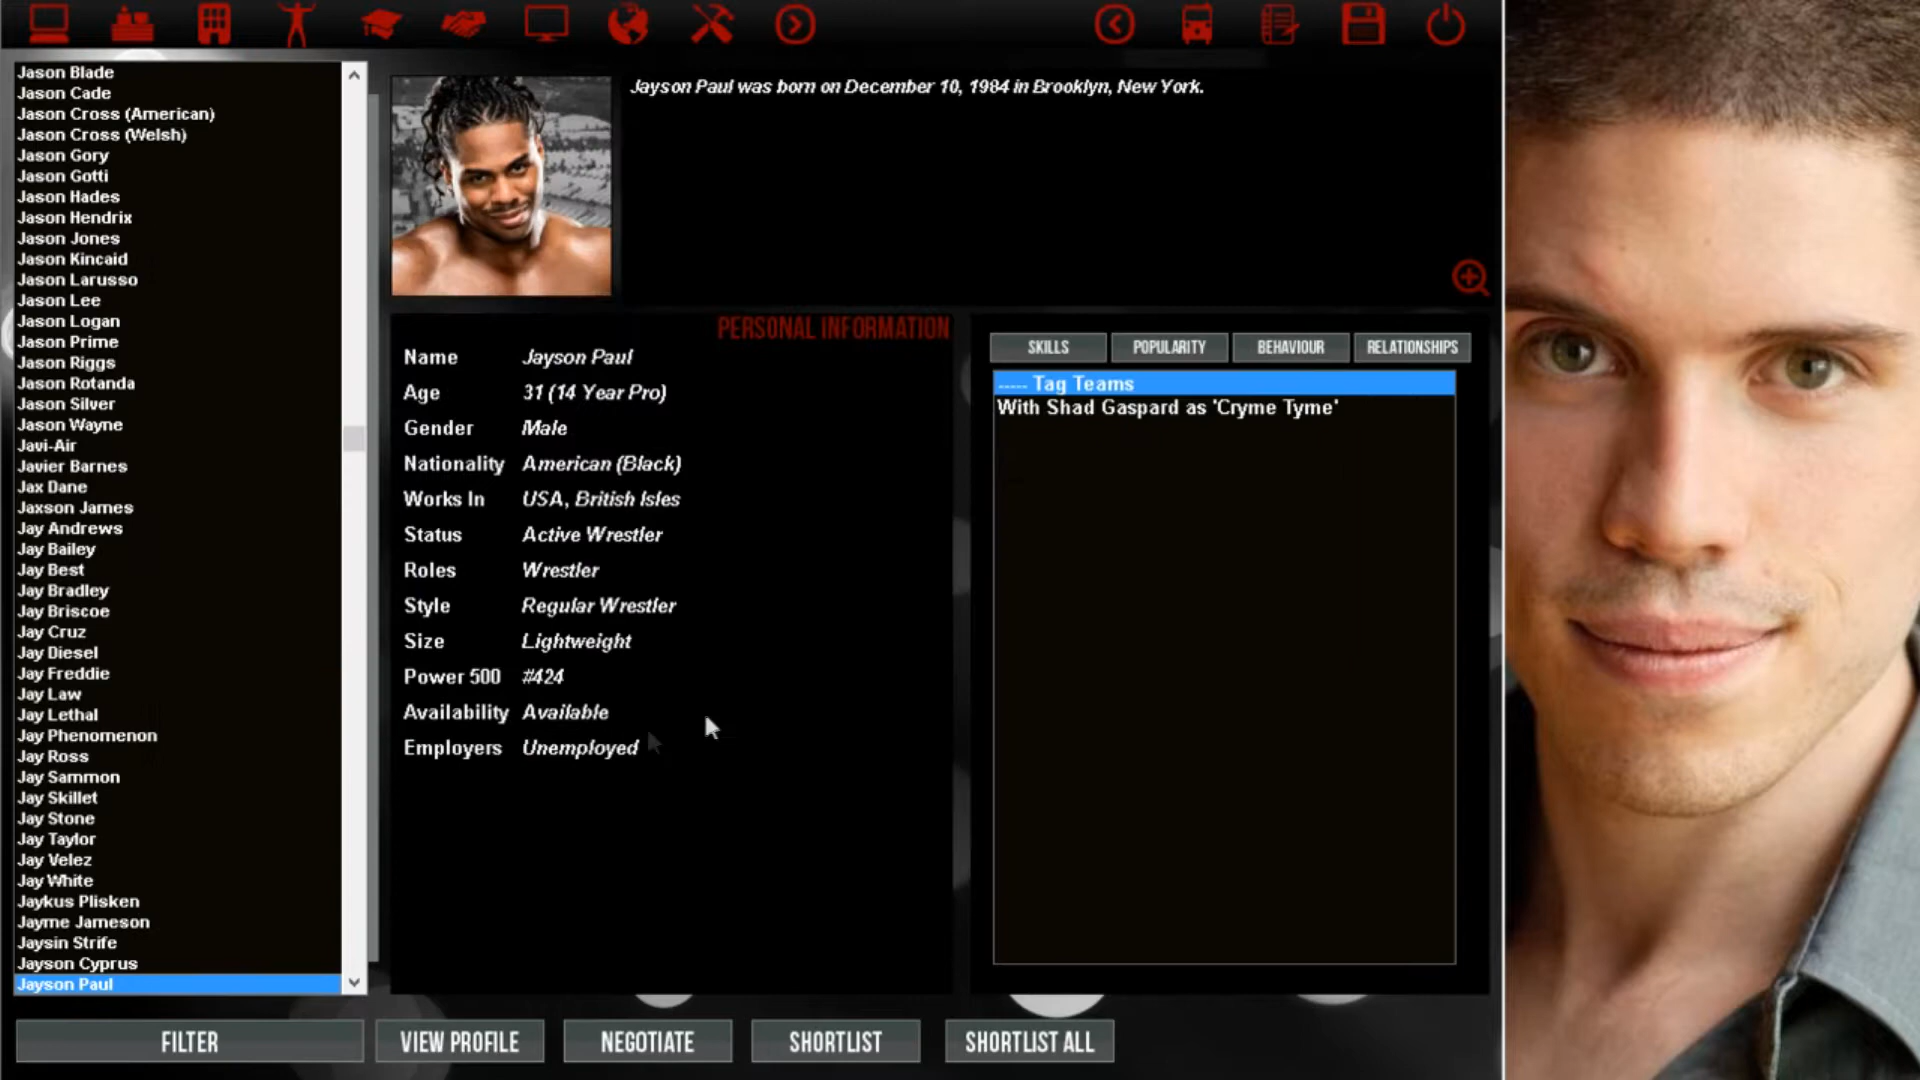 Jason Blade
Jason Cade
Jason Cross (American)
Jason Cross (Welsh)
Jason Gory
Jason Gotti
Jason Hades
Jason Hendrix
Jason Jones
Jason Kincaid
Jason Larusso
Jason Lee
Jason Logan
Jason Prime
Jason Riggs
Jason Rotanda
Jason Silver
Jason Wayne
Javi-Air
Javier Barnes
Jax Dane
Jaxson James
Jay Andrews
Jay Bailey
Jay Best
Jay Bradley
Jay Briscoe
Jay Cruz
Jay Diesel
Jay Freddie
Jay Law
Jay Lethal
Jay Phenomenon
Jay Ross
Jay Sammon
Jay Skillet
Jay Stone
Jay Taylor
Jay Velez
Jay White
Jaykus Plisken
Jayme Jameson
Jaysin Strife
Jayson Cyprus
Jayson Paul
Jayson Paul was born on December 10, 1984 in Brooklyn, New York.
PERSONAL INFORMATION
Name Jayson Paul
Age 31 (14 Year Pro)
Gender Male
Nationality American (Black)
Works In USA, British Isles
Status Active Wrestler
Roles Wrestler
Style Regular Wrestler
Size Lightweight
Power 500 #424
Availability Available
Employers Unemployed
SKILLS POPULARITY BEHAVIOUR RELATIONSHIPS
----- Tag Teams
With Shad Gaspard as 'Cryme Tyme'
FILTER VIEW PROFILE NEGOTIATE SHORTLIST SHORTLIST ALL